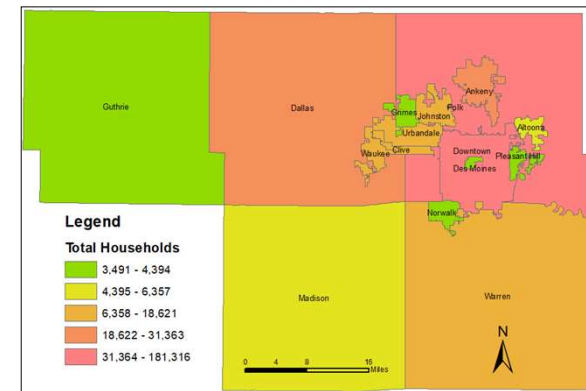 Guthrie
Dallas
Ankeny
Grimes
Johnston
Polk
Altoona
Urbandale
Clive
Waukee
Downtown
Pleasant Hill
Des Moines
Norwalk
Madison
Warren
Legend
Total Households
3,491 - 4,394
4,395 - 6,357
6,358 - 18,621
18,622 - 31,363
31,364 - 181,316
N
0 4 8 16
Miles